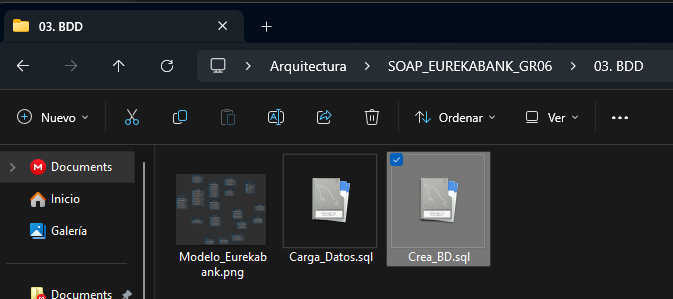 03. BDD
Arquitectura > SOAP_EUREKABANK_GR06 > 03. BDD
Nuevo
Ordenar
Ver
Documents
Inicio
Galería
Documents
Modelo_Eurekab
ank.png
Carga_Datos.sql
Crea_BD.sql